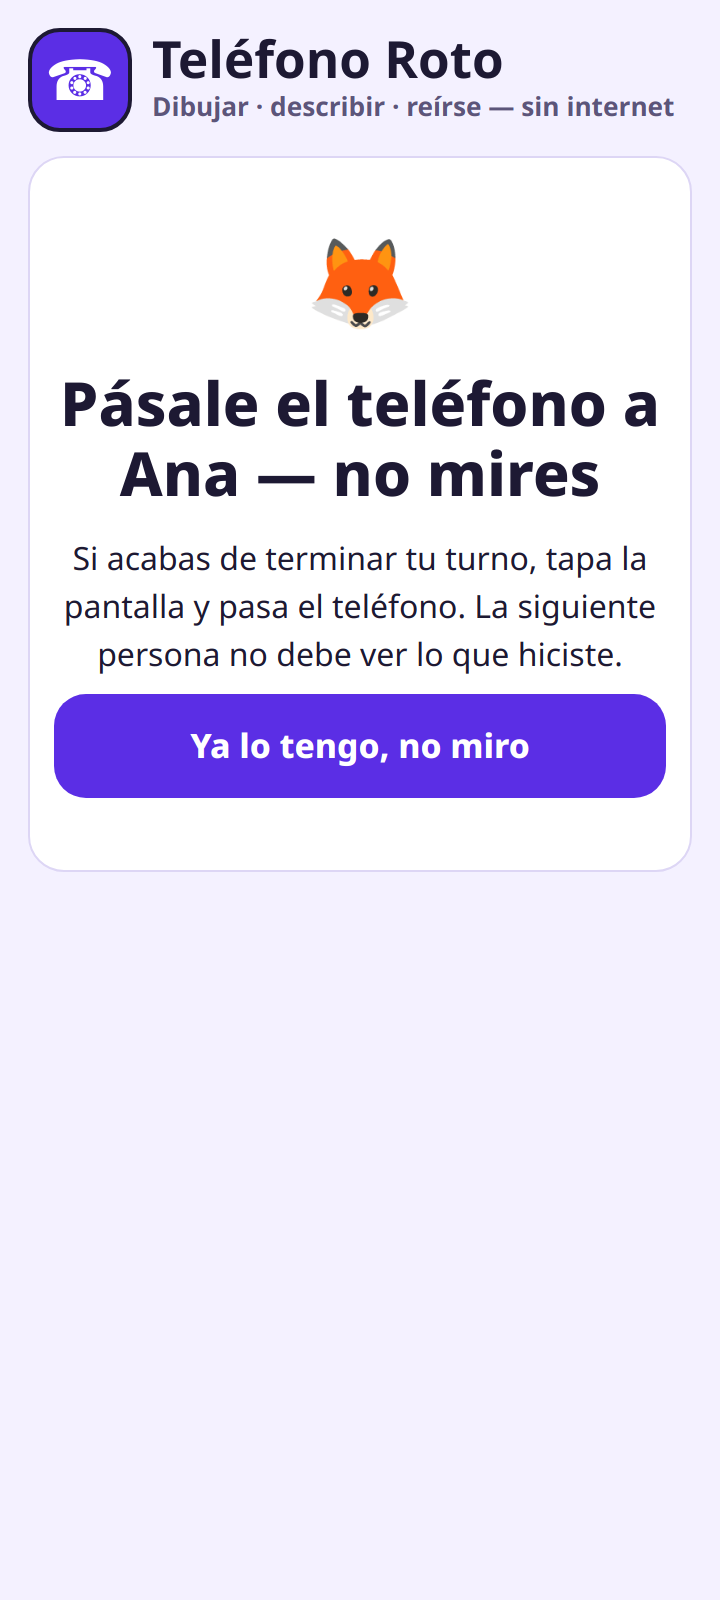 Teléfono Roto
Dibujar · describir · reírse — sin internet
Pásale el teléfono a
Ana — no mires
Si acabas de terminar tu turno, tapa la
pantalla y pasa el teléfono. La siguiente
persona no debe ver lo que hiciste.
Ya lo tengo, no miro